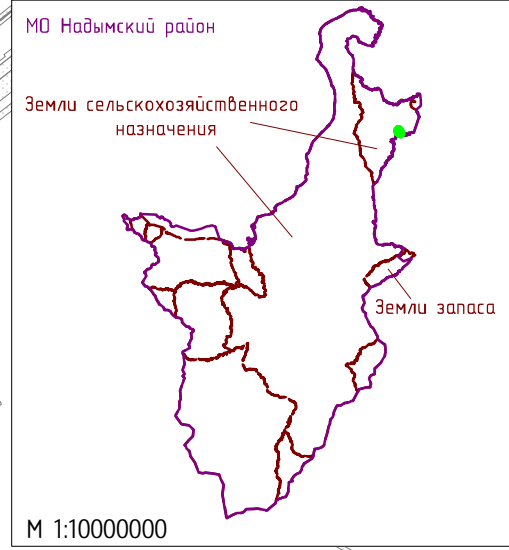 МО Надымский район
Земли сельскохозяйственного
назначения
Земли запаса
М 1:10000000